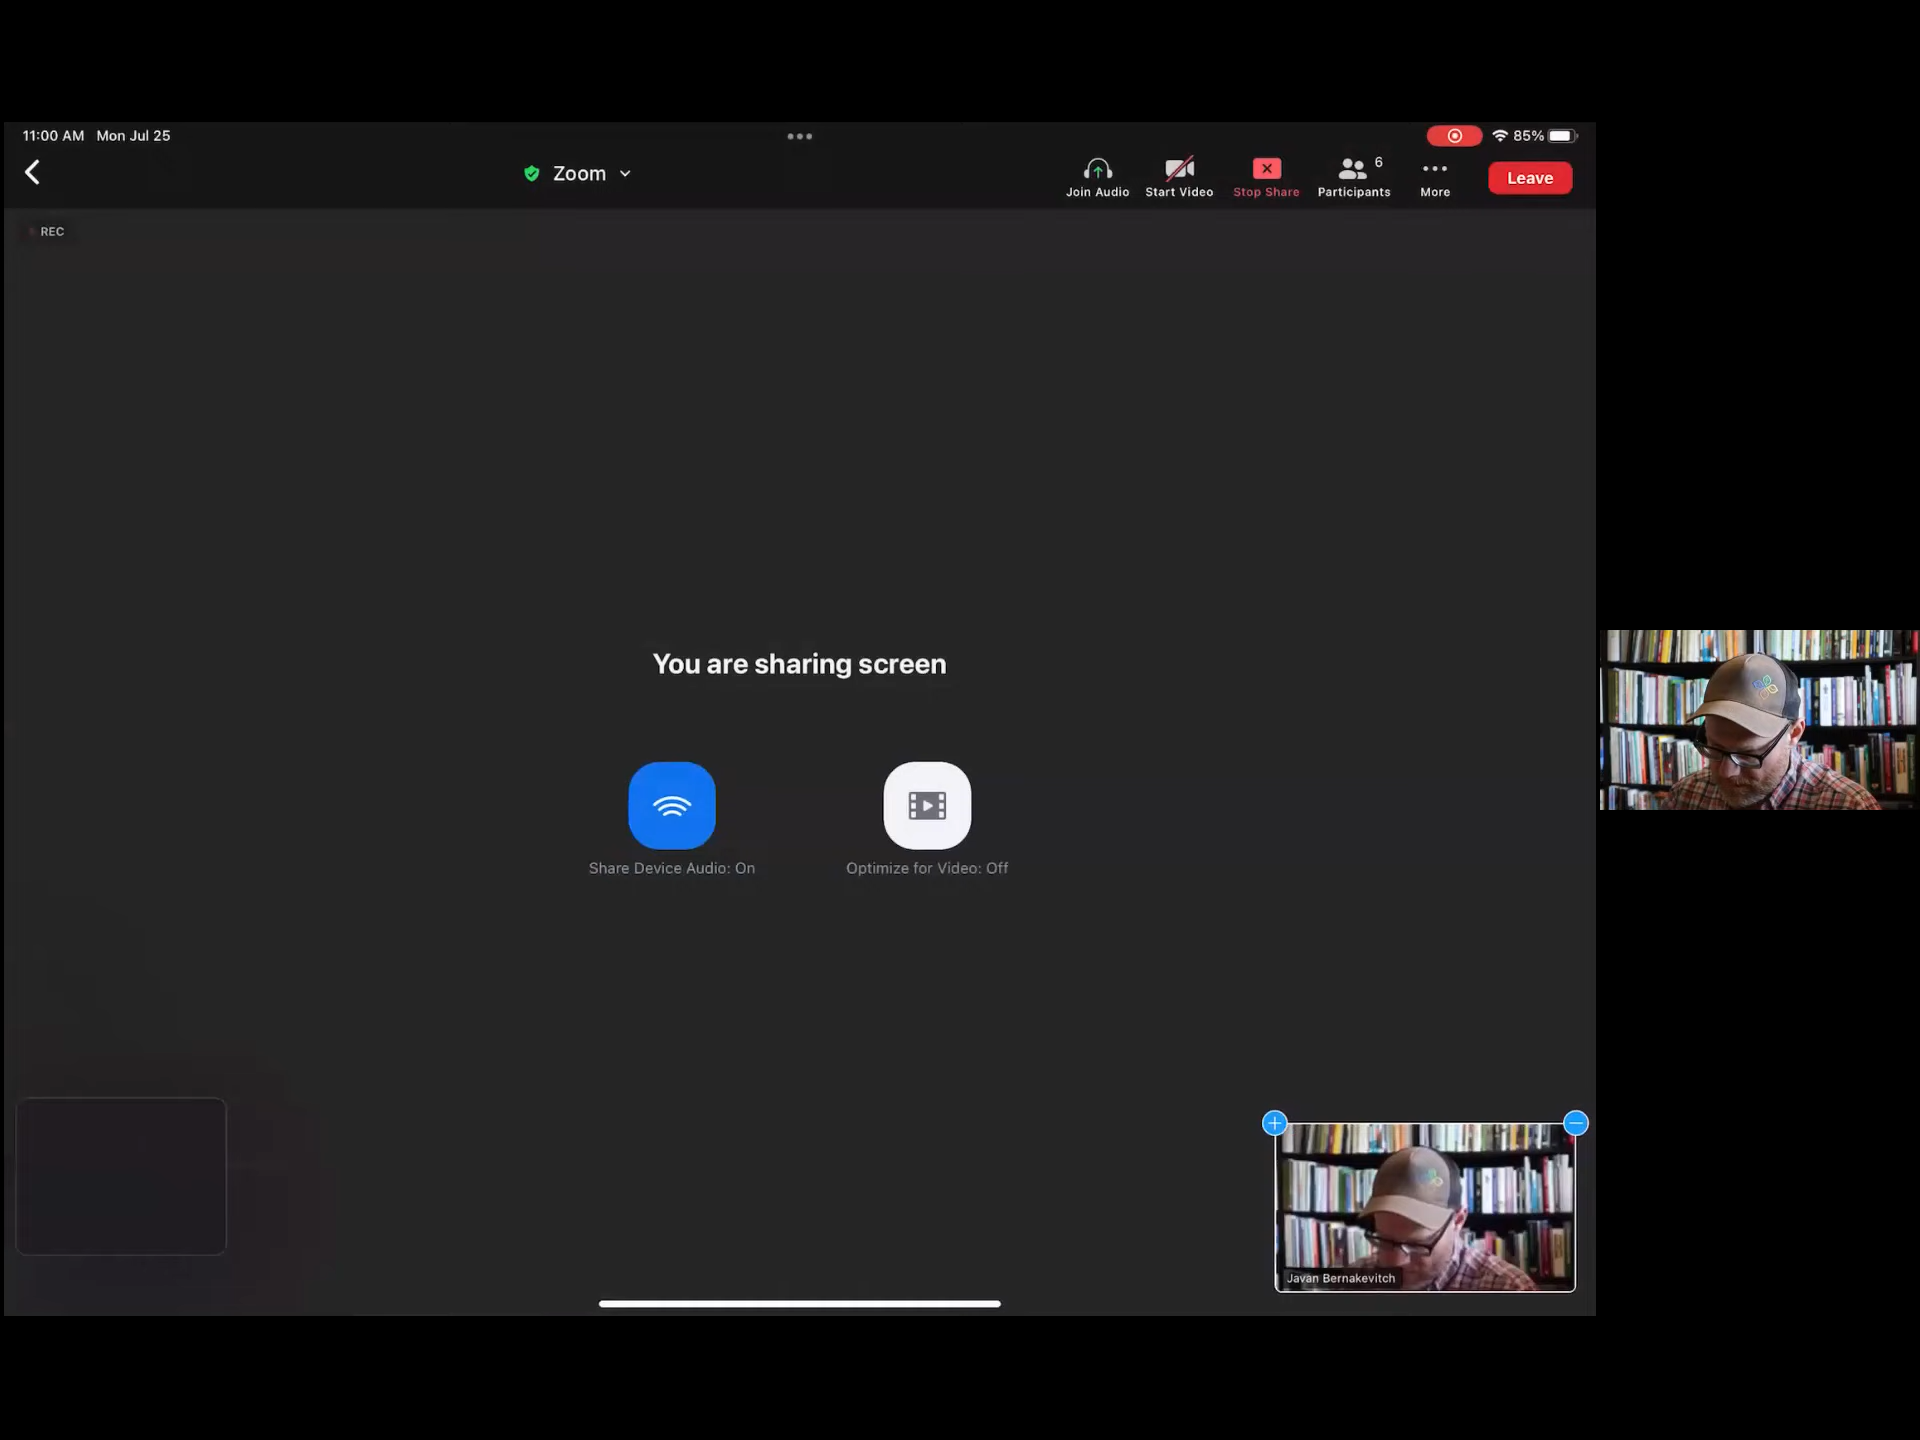 11:00 AM Mon Jul 25
85%
Zoom
Join Audio
Start Video
Stop Share
Participants
6
More
Leave
REC
You are sharing screen
Share Device Audio: On
Optimize for Video: Off
Javan Bernakevitch